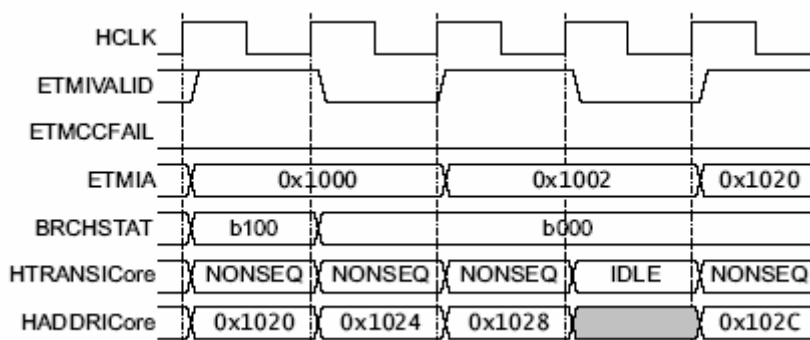 HCLK
ETMIVALID
ETMCCFAIL
ETMIA 0x1000 0x1002 0x1020
BRCHSTAT b100 b000
HTRANSICore NONSEQ NONSEQ NONSEQ IDLE NONSEQ
HADDRICore 0x1020 0x1024 0x1028 0x102C